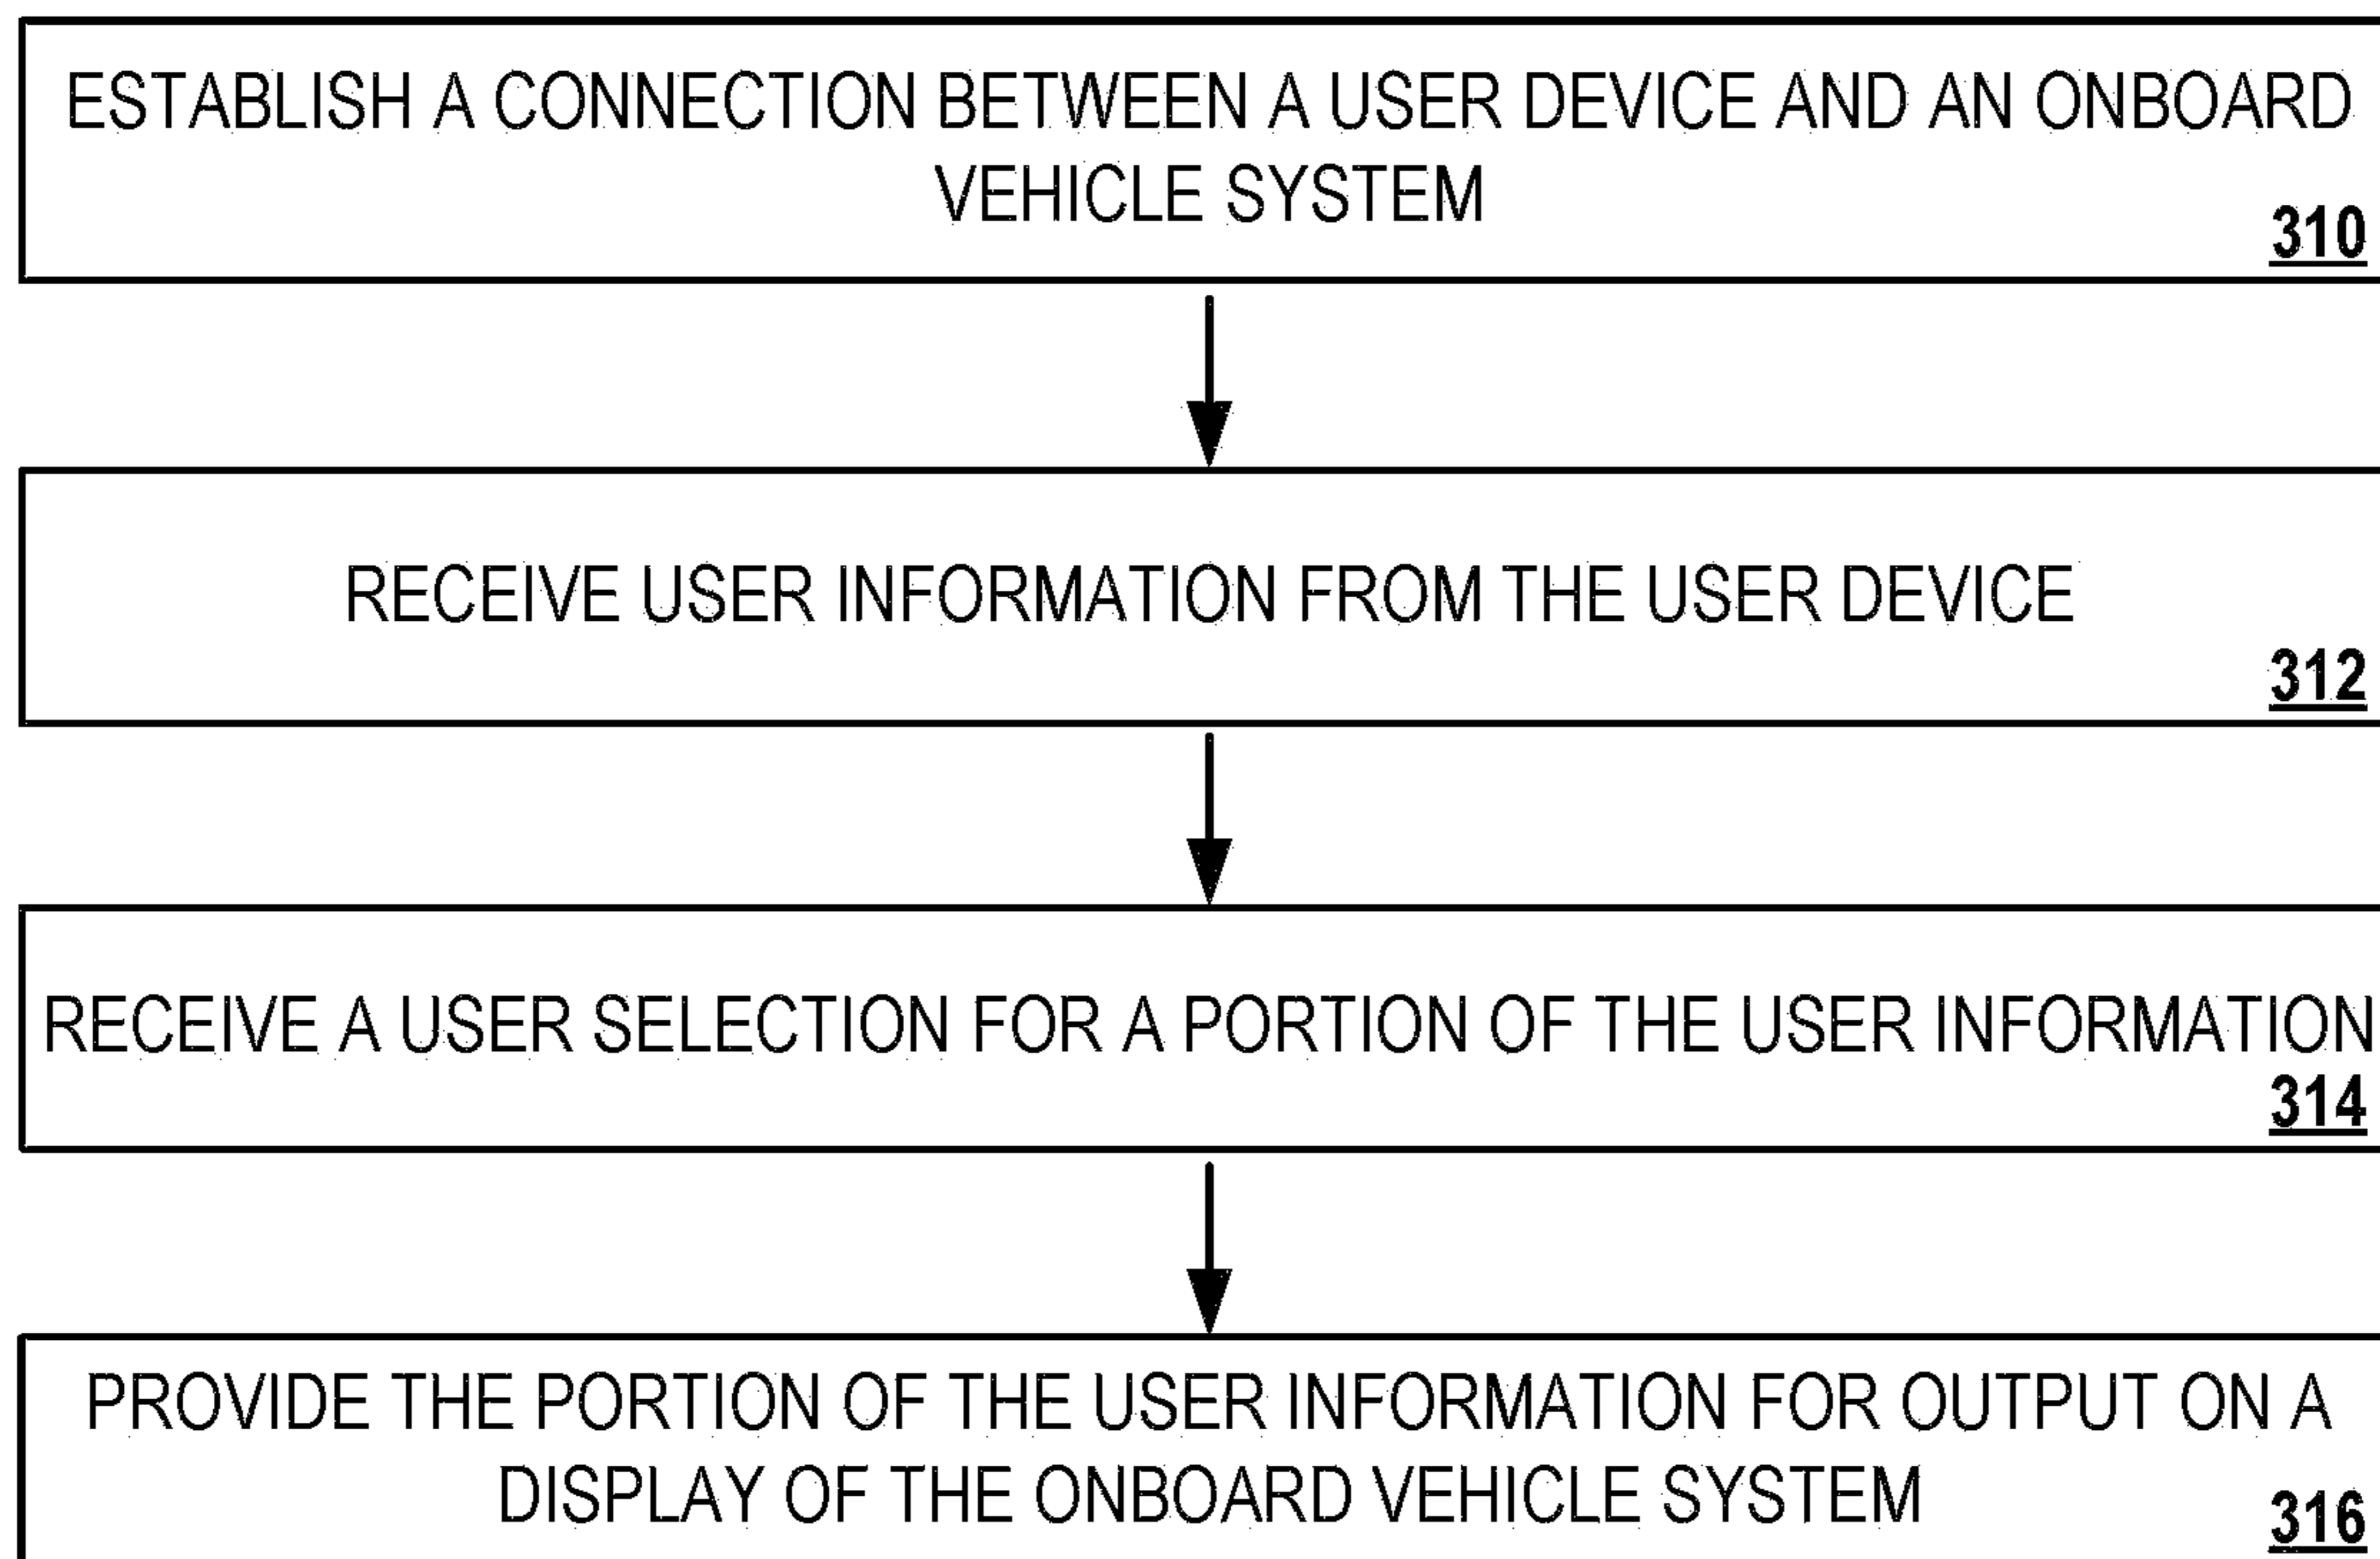 ESTABLISH A CONNECTION BETWEEN A USER DEVICE AND AN ONBOARD
VEHICLE SYSTEM
310
RECEIVE USER INFORMATION FROM THE USER DEVICE
312
RECEIVE A USER SELECTION FOR A PORTION OF THE USER INFORMATION
314
PROVIDE THE PORTION OF THE USER INFORMATION FOR OUTPUT ON A
DISPLAY OF THE ONBOARD VEHICLE SYSTEM
316